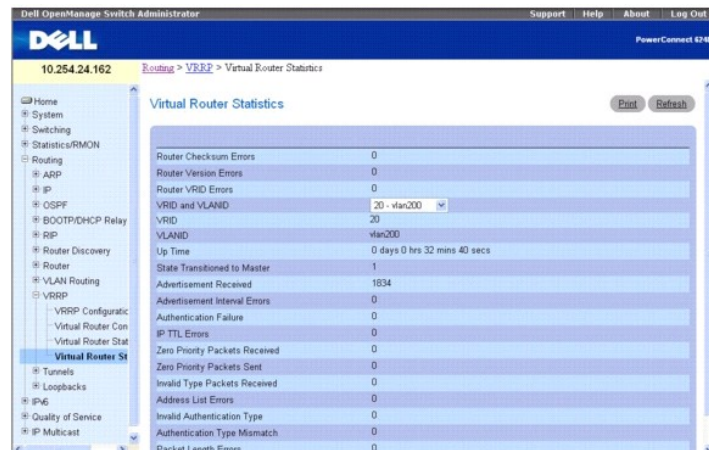 Dell OpenManage Switch Administrator
Support Help About Log Out
DELL
PowerConnect
10.254.24.162
Routing > VRRP > Virtual Router Statistics
Home
System
Switching
Statistics/RMON
Routing
ARP
IP
OSPF
BOOTP/DHCP Relay
RIP
Router Discovery
Router
VLAN Routing
VRRP
VRRP Configuratic
Virtual Router Con
Virtual Router Stat
Virtual Router St
Tunnels
Loopbacks
IPv6
Quality of Service
IP Multicast
Virtual Router Statistics
Print Refresh
Router Checksum Errors 0
Router Version Errors 0
Router VRID Errors 0
VRID and VLANID 20 - vlan200
VRID 20
VLANID vlan200
Up Time 0 days 0 hrs 32 mins 40 secs
State Transitioned to Master 1
Advertisement Received 1834
Advertisement Interval Errors 0
Authentication Failure 0
IP TTL Errors 0
Zero Priority Packets Received 0
Zero Priority Packets Sent 0
Invalid Type Packets Received 0
Address List Errors 0
Invalid Authentication Type 0
Authentication Type Mismatch 0
Packet Length Errors 0